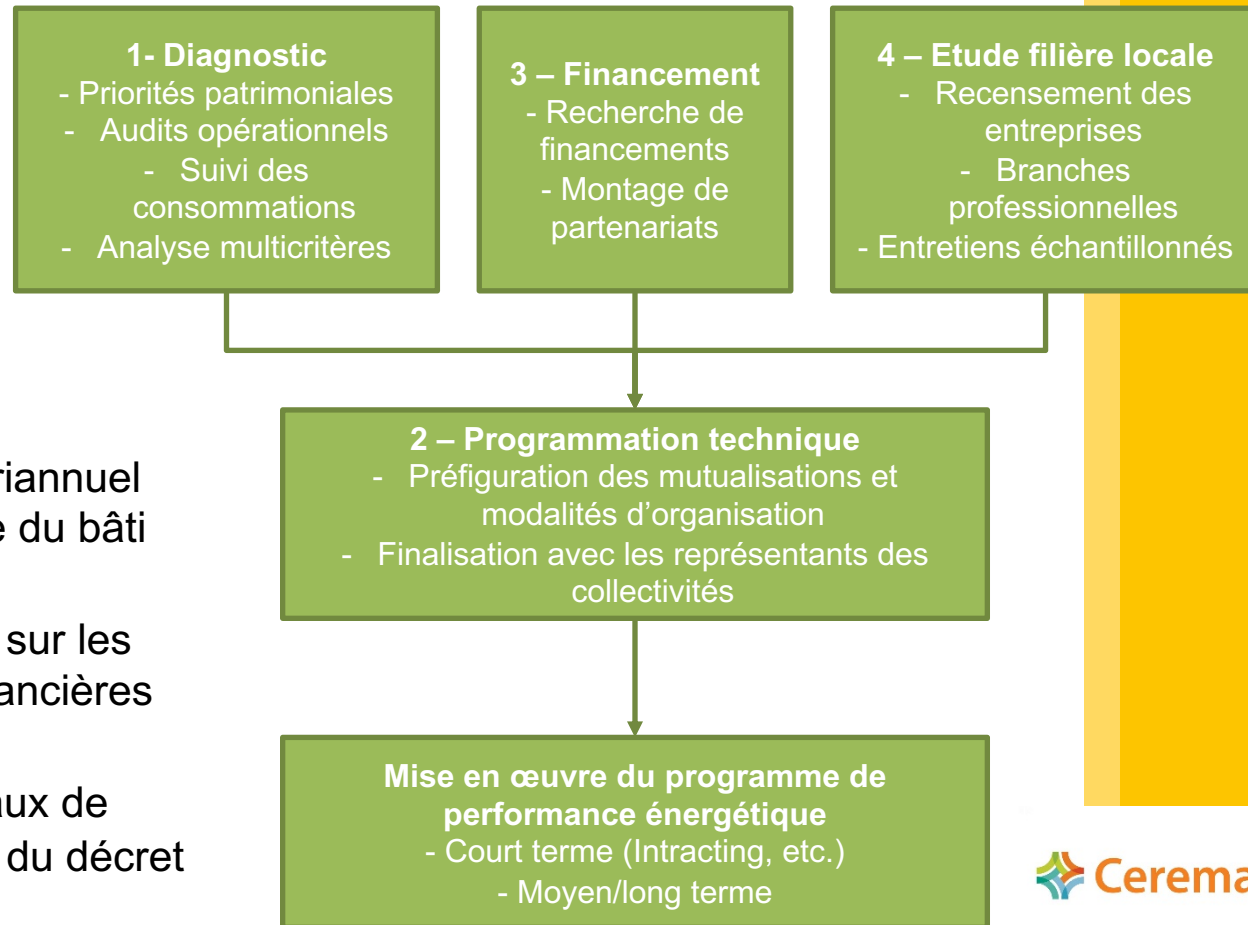 1- Diagnostic
- Priorités patrimoniales
- Audits opérationnels
- Suivi des
consommations
- Analyse multicritères
3 – Financement
- Recherche de
financements
- Montage de
partenariats
4 – Etude filière locale
- Recensement des
entreprises
- Branches
professionnelles
- Entretiens échantillonnés
2 – Programmation technique
- Préfiguration des mutualisations et
modalités d'organisation
- Finalisation avec les représentants des
collectivités
riannuel
e du bâti
sur les
ancières
aux de
du décret
Mise en œuvre du programme de
performance énergétique
- Court terme (Intracting, etc.)
- Moyen/long terme
Cerema